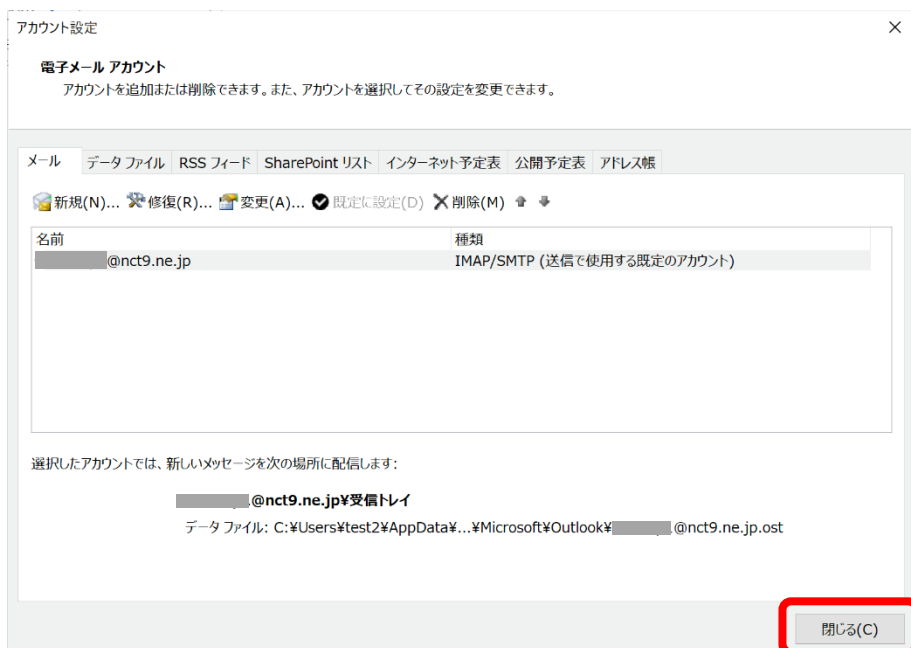 アカウント設定
電子メール アカウント
アカウントを追加または削除できます。また、アカウントを選択してその設定を変更できます。
メール データ ファイル RSS フィード SharePoint リスト インターネット予定表 公開予定表 アドレス帳
新規(N)... 修復(R)... 変更(A)... 既定に設定(D) 削除(M)
名前 種類
@nct9.ne.jp IMAP/SMTP (送信で使用する既定のアカウント)
選択したアカウントでは、新しいメッセージを次の場所に配信します:
.@nct9.ne.jp¥受信トレイ
データ ファイル: C:¥Users¥test2¥AppData¥...¥Microsoft¥Outlook¥ .@nct9.ne.jp.ost
閉じる(C)